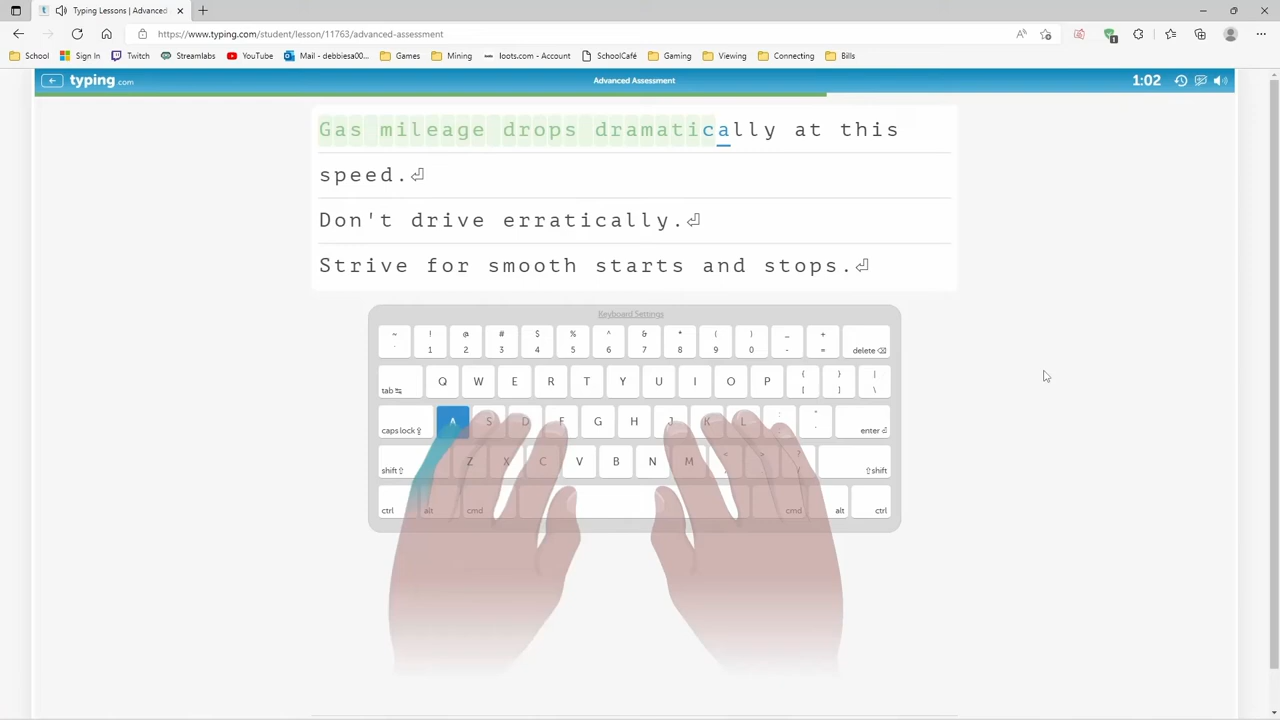 Typing Lessons | Advanced
https://www.typing.com/student/lesson/11763/advanced-assessment
School Sign In Twitch Streamlabs YouTube Mail - debbiesa00... Games Mining loots.com - Account SchoolCafé Gaming Viewing Connecting Bills
typing.com Advanced Assessment 1:02
Gas mileage drops dramatically at this
speed.⏎
Don't drive erratically.⏎
Strive for smooth starts and stops.⏎
Keyboard Settings
~ ! @ # $ % ^ & * ( ) _ +
` 1 2 3 4 5 6 7 8 9 0 - = delete ⌫
tab Q W E R T Y U I O P { } |
[ ] \
caps lock⇪ A S D F G H J K L : "
enter ⏎
shift⇧ Z X C V B N M < > ? ⇧shift
ctrl alt cmd cmd alt ctrl